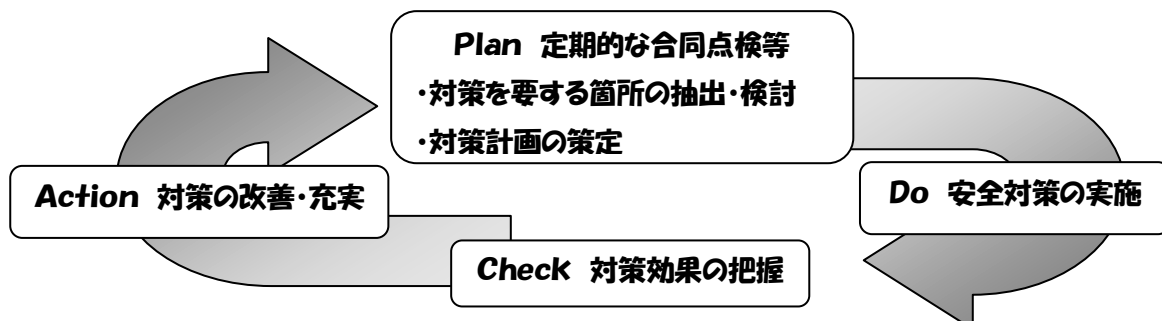 Plan 定期的な合同点検等
・対策を要する箇所の抽出・検討
・対策計画の策定
Action 対策の改善・充実
Do 安全対策の実施
Check 対策効果の把握